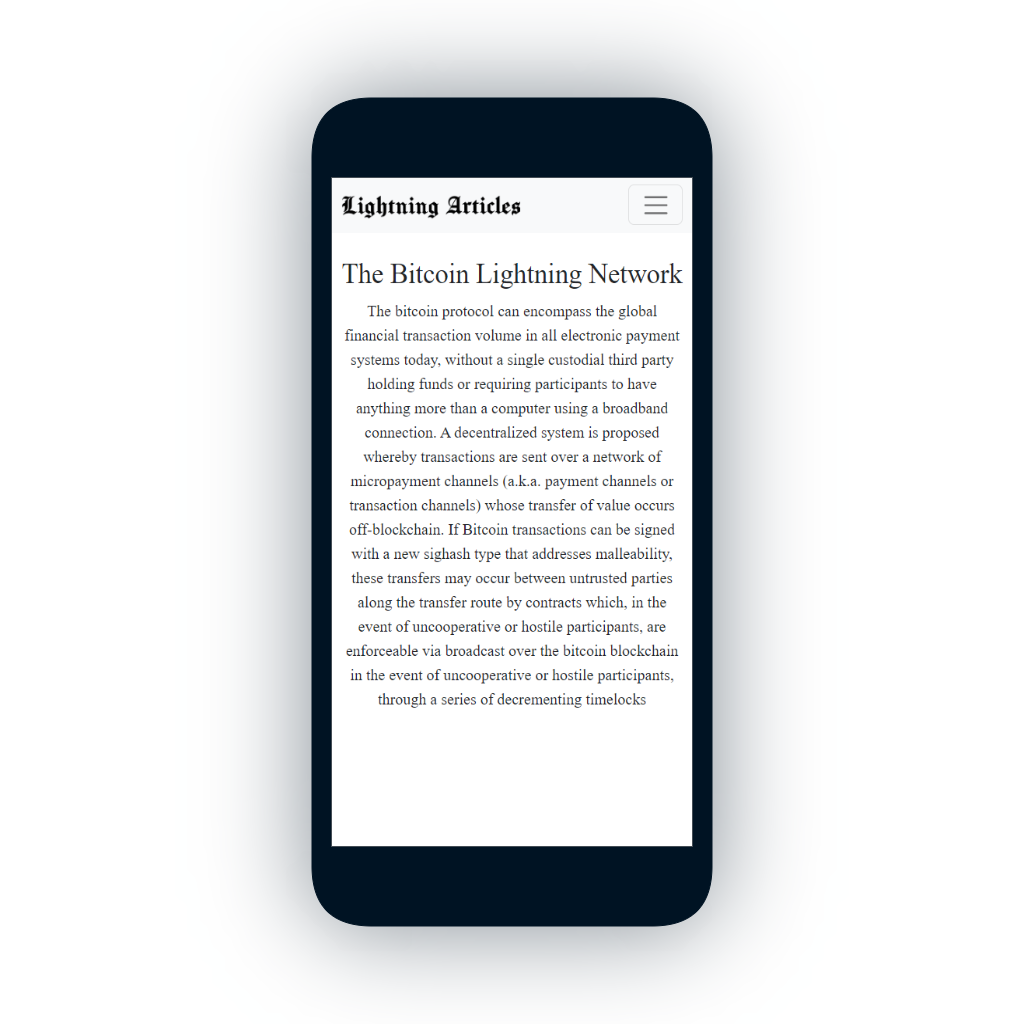 Lightning Articles
The Bitcoin Lightning Network
The bitcoin protocol can encompass the global
financial transaction volume in all electronic payment
systems today, without a single custodial third party
holding funds or requiring participants to have
anything more than a computer using a broadband
connection. A decentralized system is proposed
whereby transactions are sent over a network of
micropayment channels (a.k.a. payment channels or
transaction channels) whose transfer of value occurs
off-blockchain. If Bitcoin transactions can be signed
with a new sighash type that addresses malleability,
these transfers may occur between untrusted parties
along the transfer route by contracts which, in the
event of uncooperative or hostile participants, are
enforceable via broadcast over the bitcoin blockchain
in the event of uncooperative or hostile participants,
through a series of decrementing timelocks